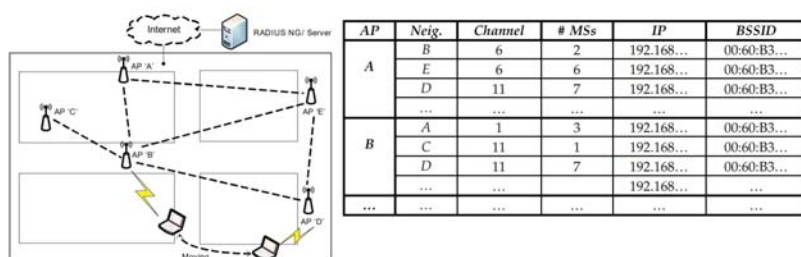 Internet
RADIUS NG/ Server
AP 'A'
AP 'C'
AP 'E'
AP 'B'
AP 'D'
Moving
AP Neig. Channel # MSs IP BSSID
A B 6 2 192.168... 00:60:B3...
E 6 6 192.168... 00:60:B3...
D 11 7 192.168... 00:60:B3...
... ... ... ... ...
B A 1 3 192.168... 00:60:B3...
C 11 1 192.168... 00:60:B3...
D 11 7 192.168... 00:60:B3...
... ... ... 192.168... ...
... ... ... ... ... ...